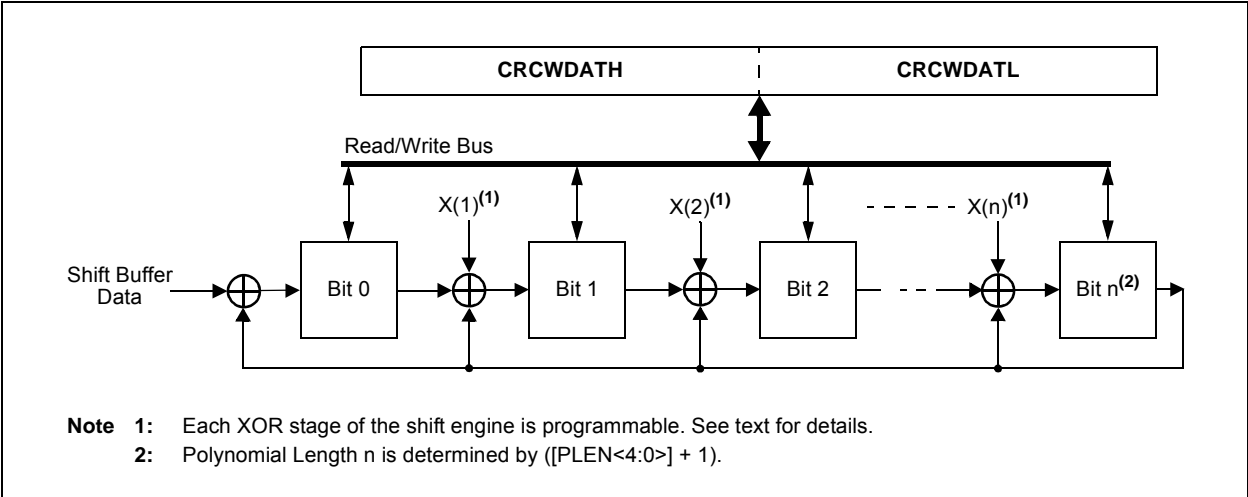 CRCWDATH CRCWDATL
Read/Write Bus
X(1)(1) X(2)(1) X(n)(1)
Shift Buffer
Data
Bit 0 Bit 1 Bit 2 Bit n(2)
Note 1: Each XOR stage of the shift engine is programmable. See text for details.
2: Polynomial Length n is determined by ([PLEN<4:0>] + 1).